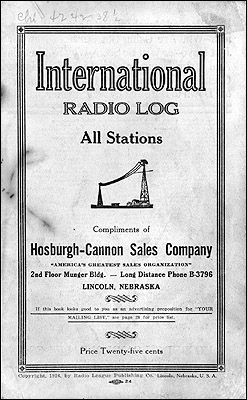 International
RADIO LOG
All Stations
Compliments of
Hosburgh-Cannon Sales Company
"AMERICA'S GREATEST SALES ORGANIZATION"
2nd Floor Munger Bldg. — Long Distance Phone B-3796
LINCOLN, NEBRASKA
If this book looks good to you as an advertising proposition for "YOUR
MAILING LIST," see page 28 for price list.
Price Twenty-five cents
Copyright, 1926, by Radio League Publishing Co. Lincoln, Nebraska, U. S. A.
24